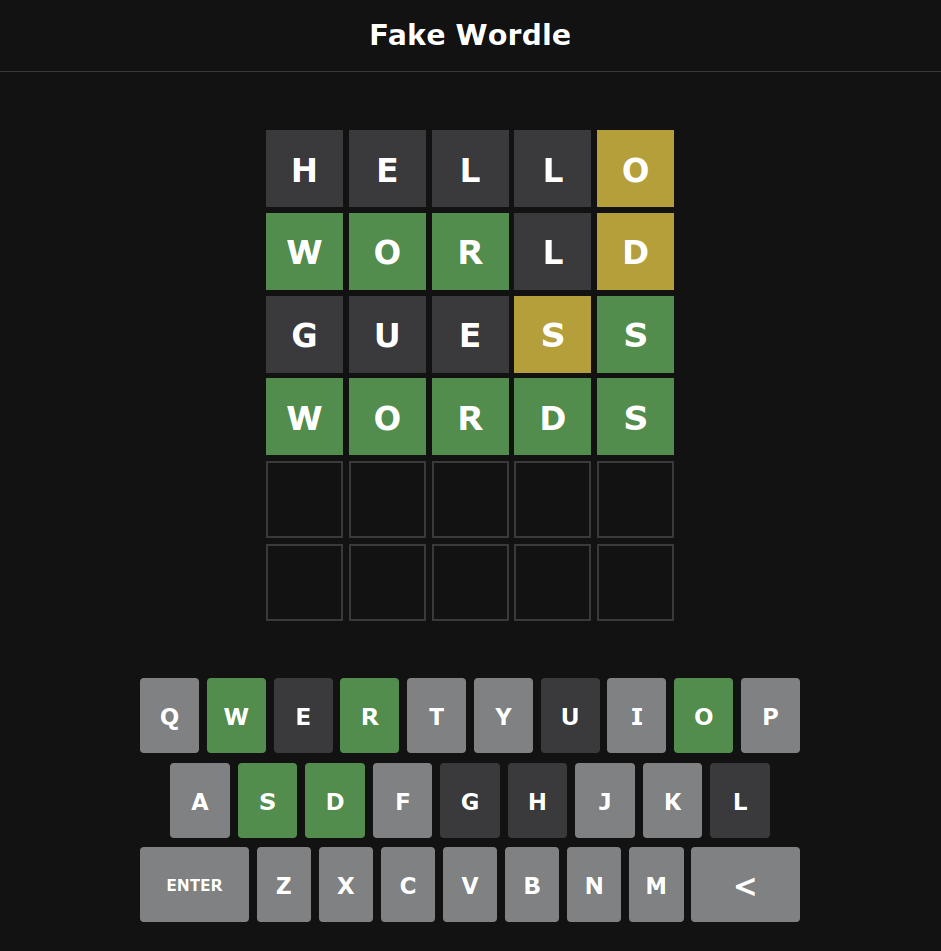 Fake Wordle
H E L L O
W O R L D
G U E S S
W O R D S
Q W E R T Y U I O P
A S D F G H J K L
ENTER Z X C V B N M <